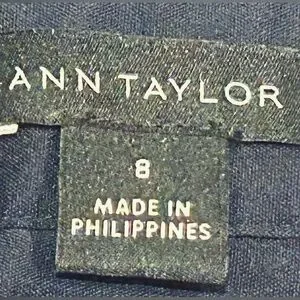 ANN TAYLOR
8
MADE IN
PHILIPPINES